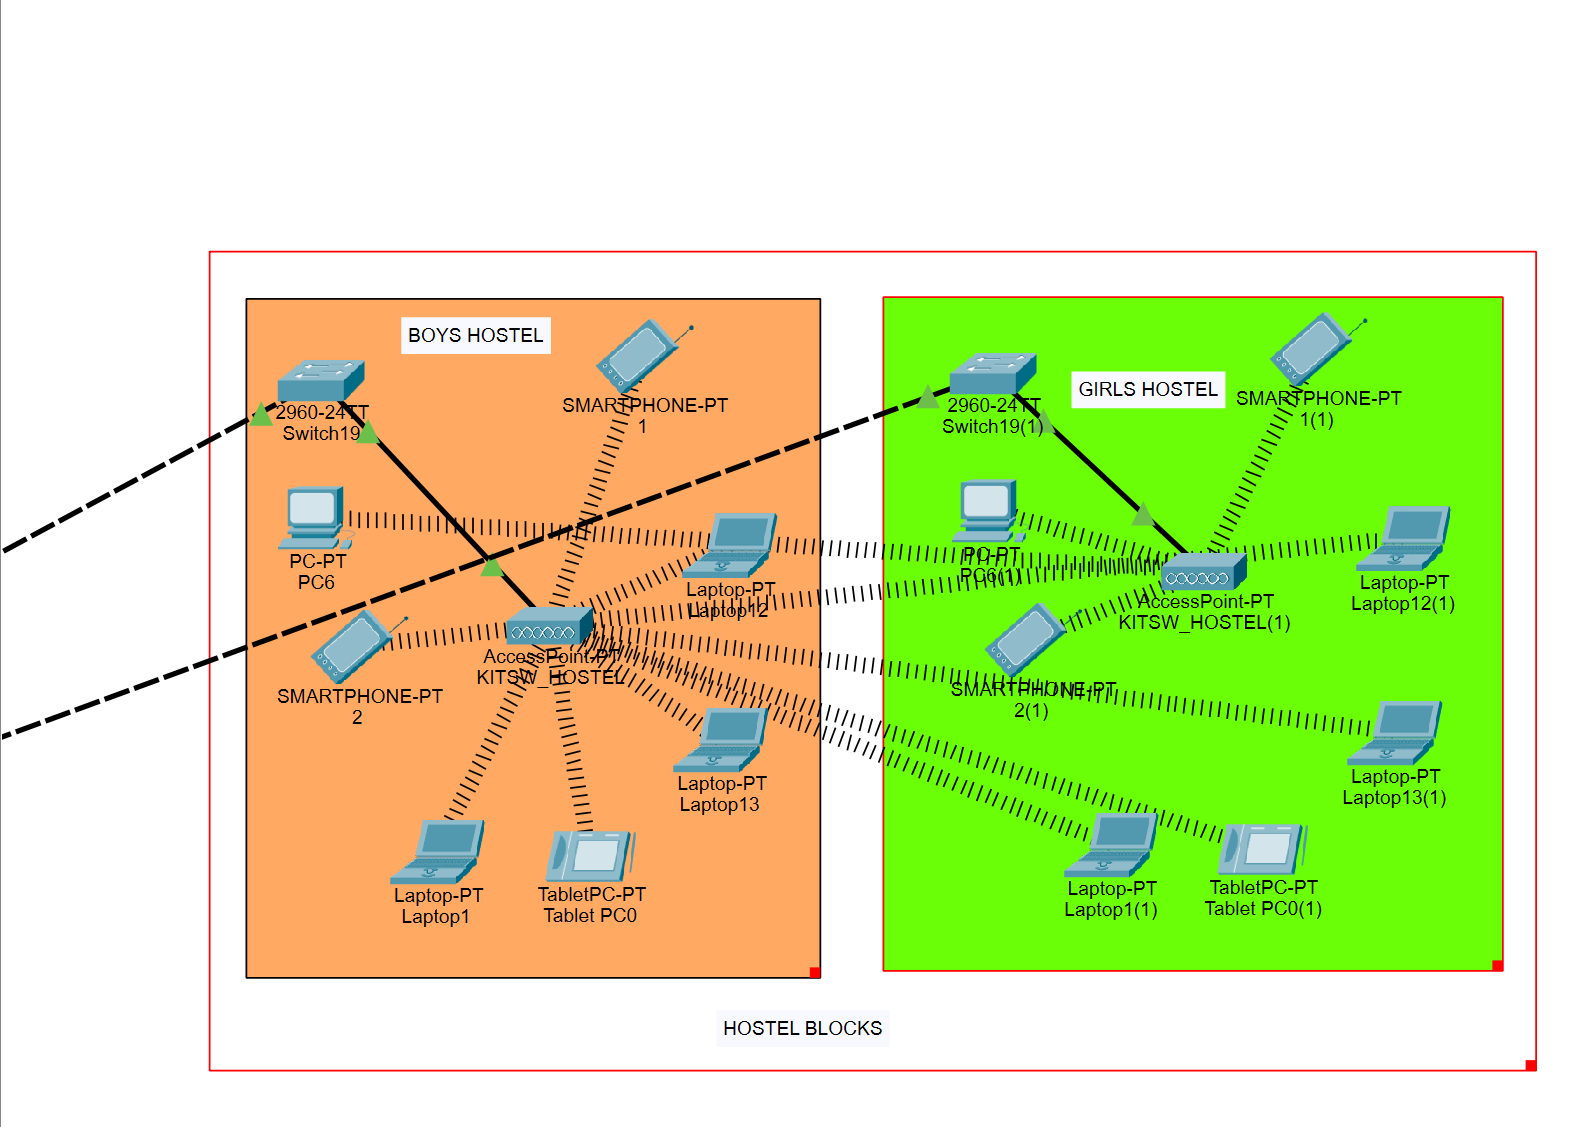 BOYS HOSTEL
SMARTPHONE-PT
1
2960-24TT
Switch19
PC-PT
PC6
Laptop-PT
Laptop12
AccessPoint-PT
KITSW_HOSTEL
SMARTPHONE-PT
2
Laptop-PT
Laptop13
Laptop-PT
Laptop1
TabletPC-PT
Tablet PC0
GIRLS HOSTEL
SMARTPHONE-PT
1(1)
2960-24TT
Switch19(1)
PC-PT
PC6(1)
Laptop-PT
Laptop12(1)
AccessPoint-PT
KITSW_HOSTEL(1)
SMARTPHONE-PT
2(1)
Laptop-PT
Laptop13(1)
Laptop-PT
Laptop1(1)
TabletPC-PT
Tablet PC0(1)
HOSTEL BLOCKS